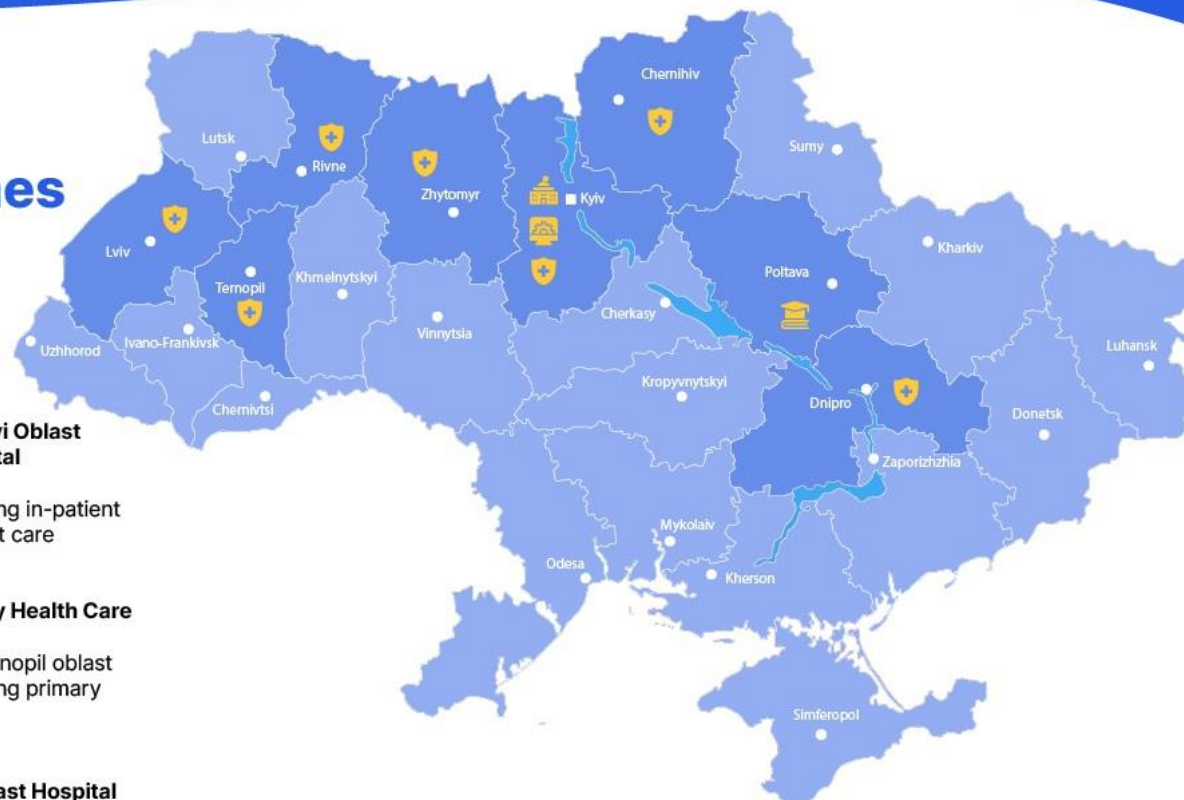 nes
vi Oblast
tal
ng in-patient
t care
y Health Care
nopil oblast
ng primary
ast Hospital
Chernihiv
Lutsk
Rivne
Sumy
Zhytomyr
Kyiv
Lviv
Kharkiv
Ternopil
Khmelnytskyi
Poltava
Cherkasy
Vinnytsia
Uzhhorod
Ivano-Frankivsk
Luhansk
Kropyvnytskyi
Chernivtsi
Dnipro
Donetsk
Zaporizhzhia
Mykolaiv
Odesa
Kherson
Simferopol